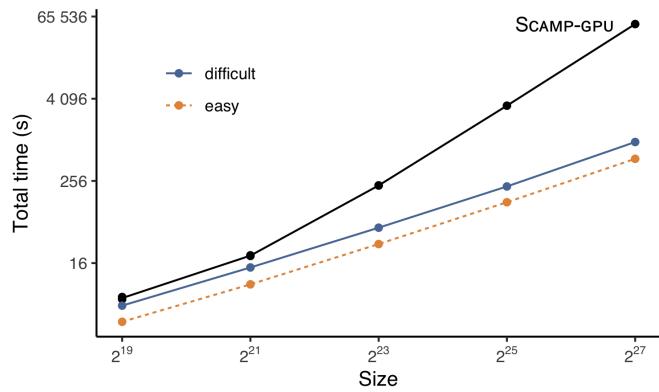 65 536
SCAMP-GPU
difficult
4 096
easy
Total time (s)
256
16
2^19 2^21 2^23 2^25 2^27
Size